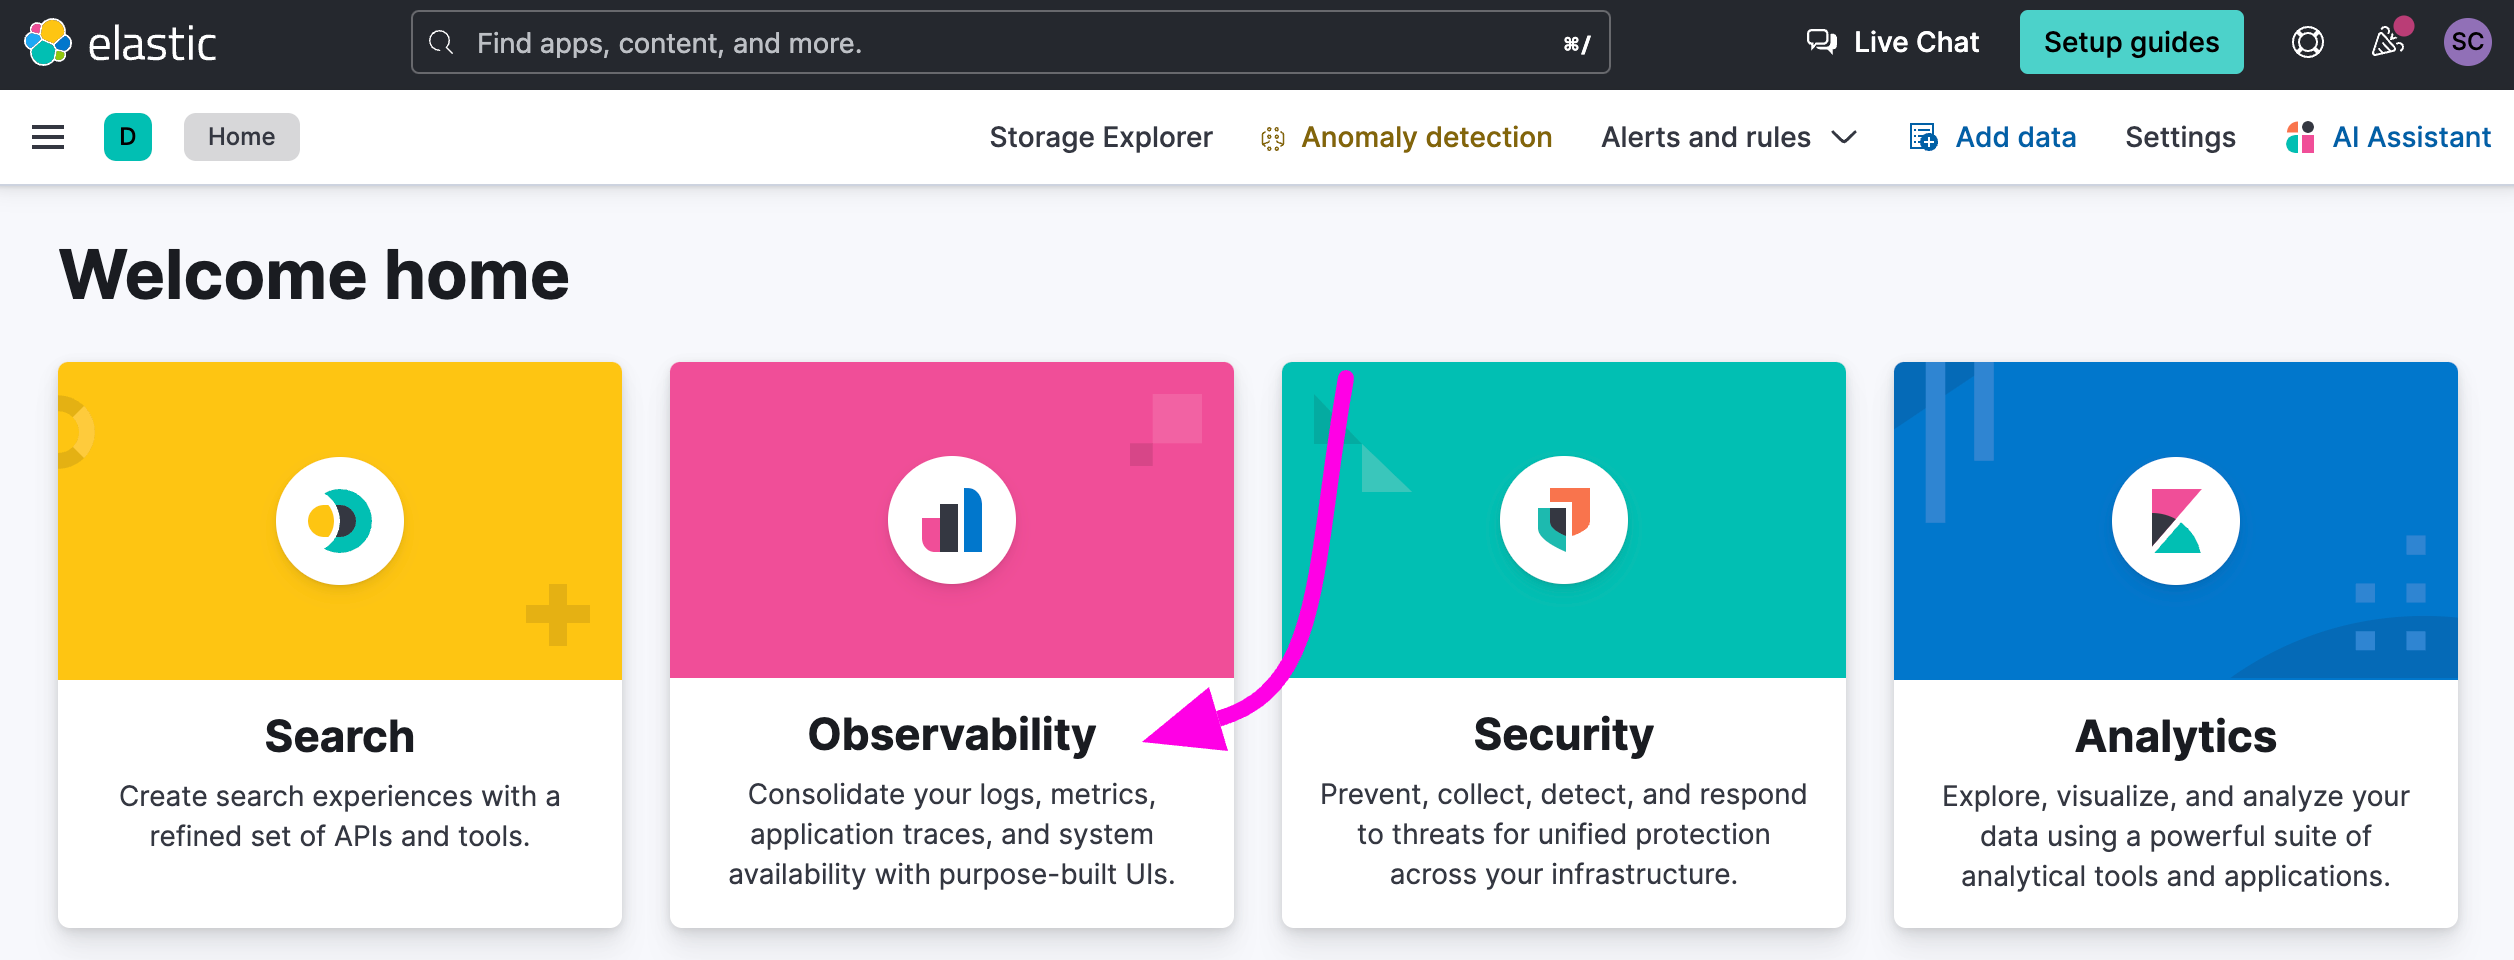 elastic
Find apps, content, and more.
⌘/
Live Chat
Setup guides
SC
D
Home
Storage Explorer
Anomaly detection
Alerts and rules
Add data
Settings
AI Assistant
Welcome home
Search
Create search experiences with a
refined set of APIs and tools.
Observability
Consolidate your logs, metrics,
application traces, and system
availability with purpose-built UIs.
Security
Prevent, collect, detect, and respond
to threats for unified protection
across your infrastructure.
Analytics
Explore, visualize, and analyze your
data using a powerful suite of
analytical tools and applications.